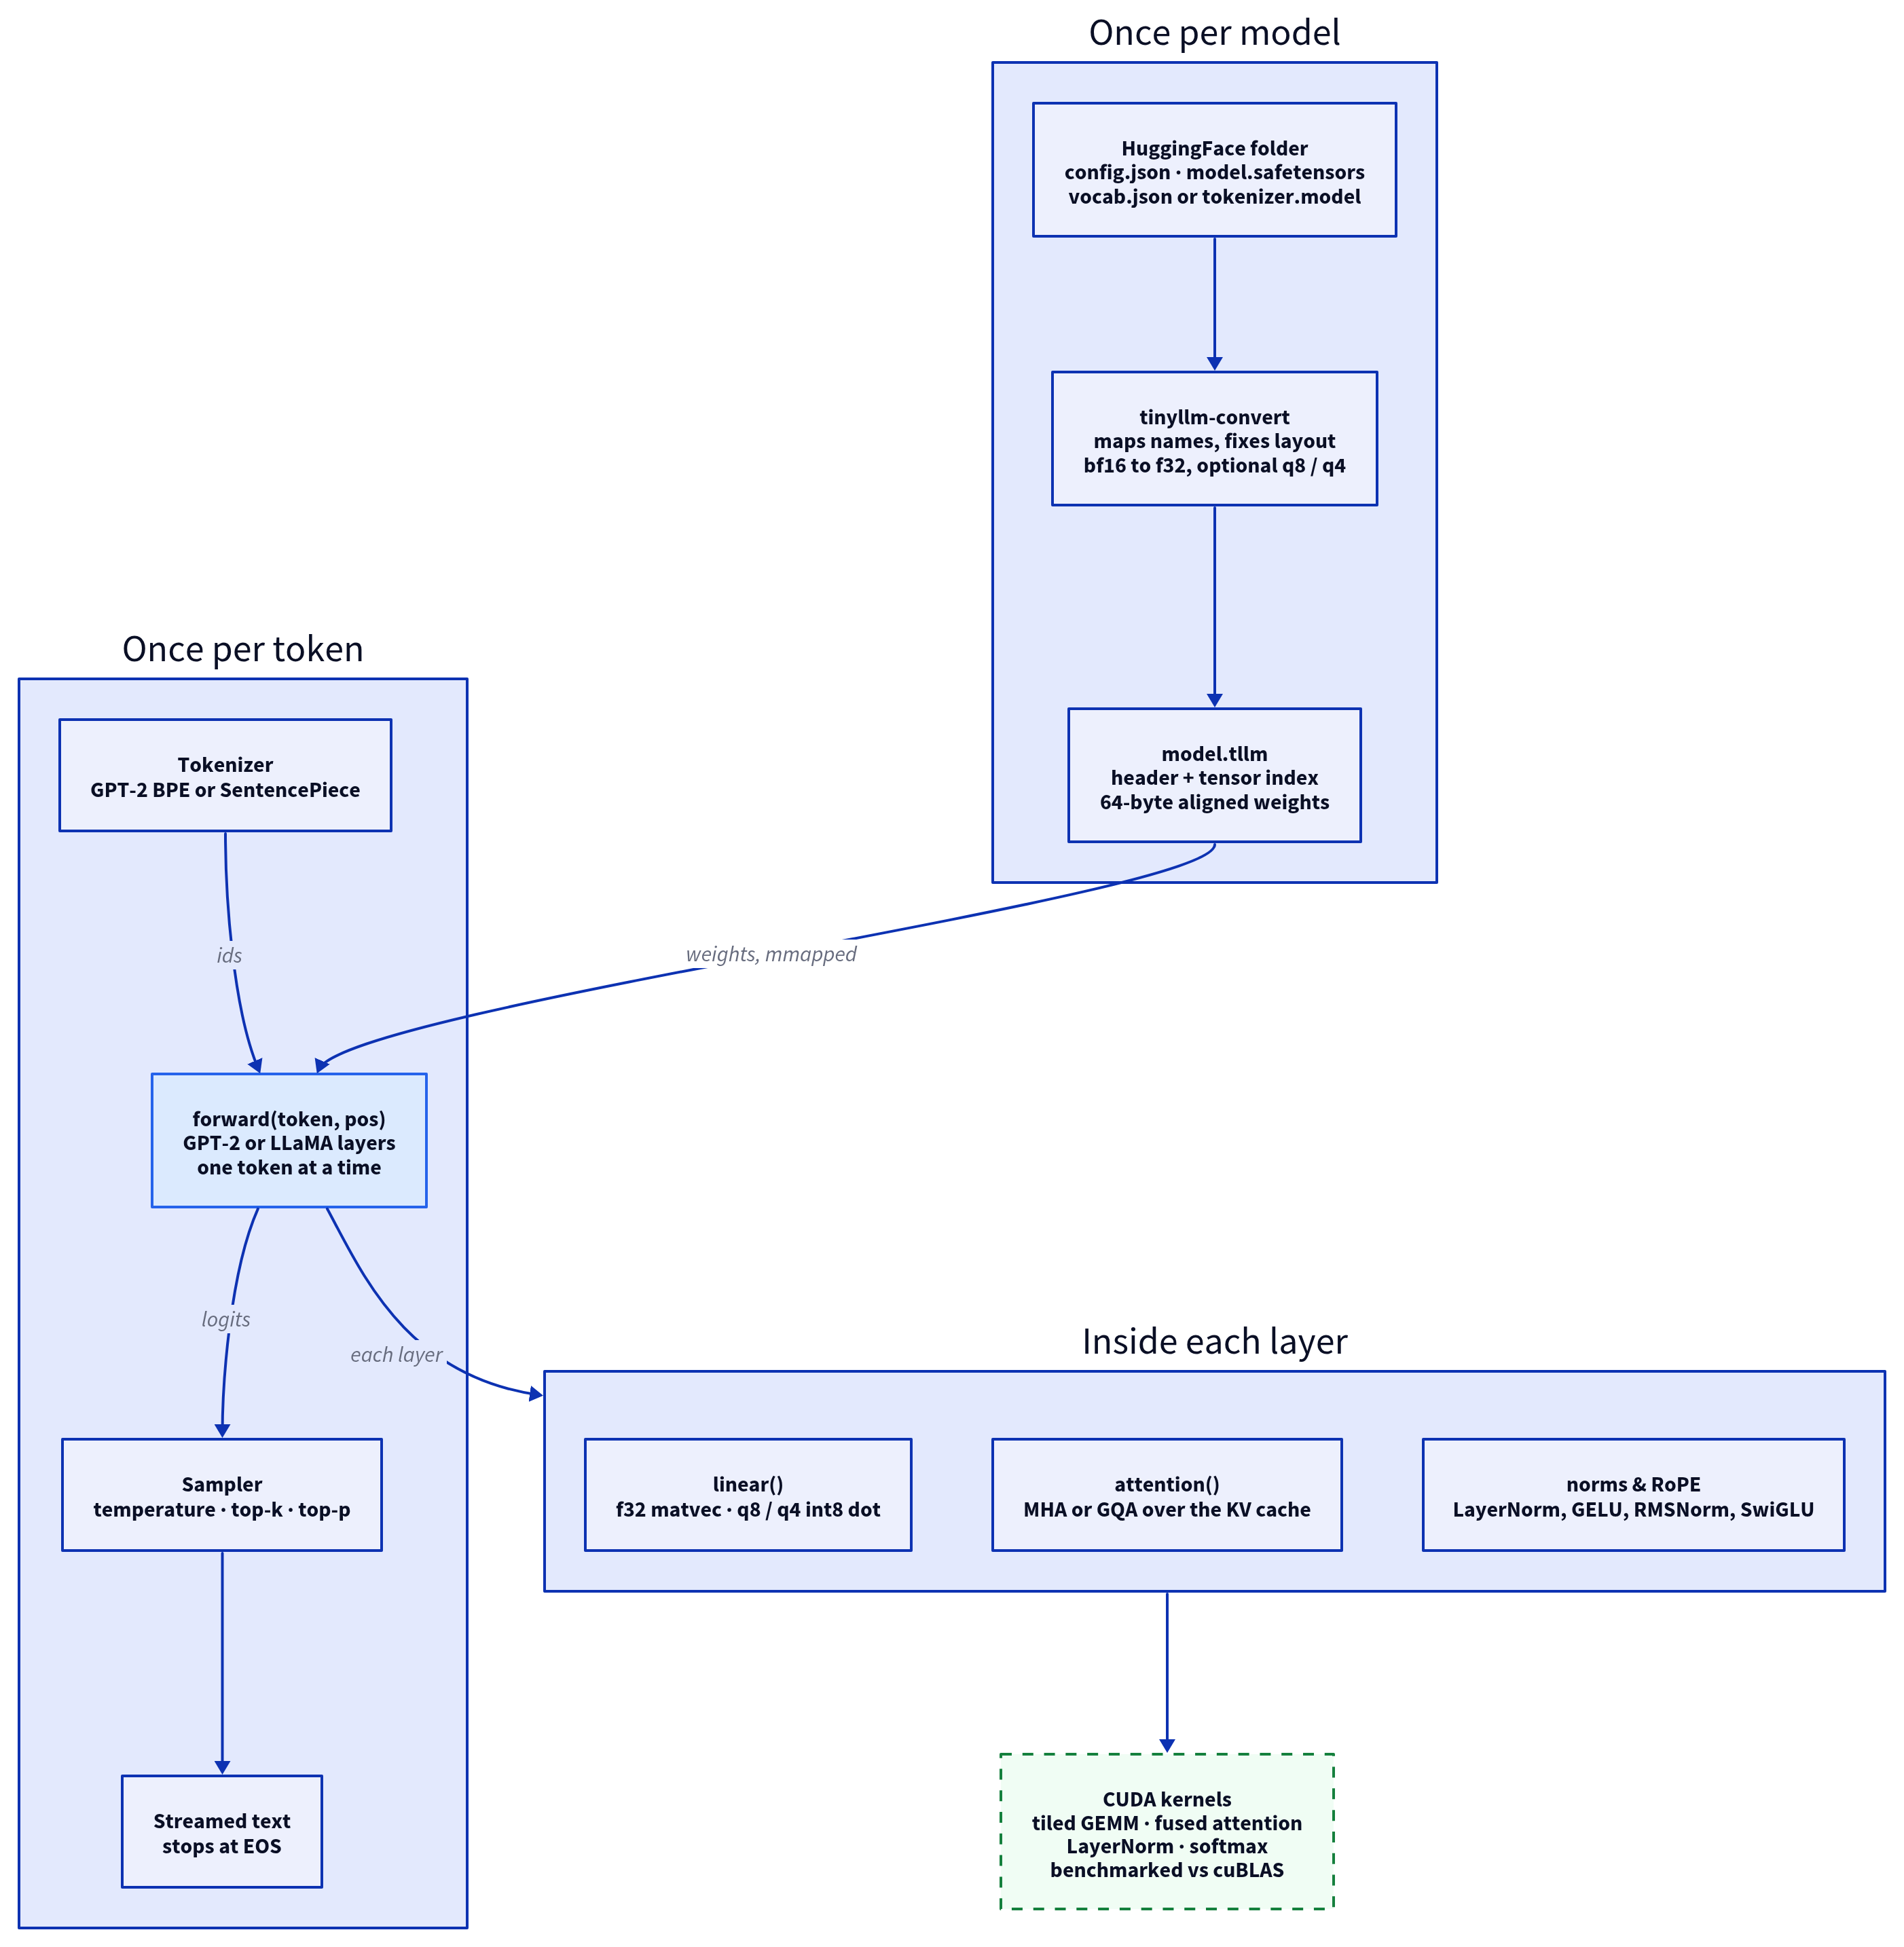 Once per model
HuggingFace folder
config.json · model.safetensors
vocab.json or tokenizer.model
tinyllm-convert
maps names, fixes layout
bf16 to f32, optional q8 / q4
model.tllm
header + tensor index
64-byte aligned weights
weights, mmapped
Once per token
Tokenizer
GPT-2 BPE or SentencePiece
ids
forward(token, pos)
GPT-2 or LLaMA layers
one token at a time
logits
each layer
Sampler
temperature · top-k · top-p
Streamed text
stops at EOS
Inside each layer
linear()
f32 matvec · q8 / q4 int8 dot
attention()
MHA or GQA over the KV cache
norms & RoPE
LayerNorm, GELU, RMSNorm, SwiGLU
CUDA kernels
tiled GEMM · fused attention
LayerNorm · softmax
benchmarked vs cuBLAS